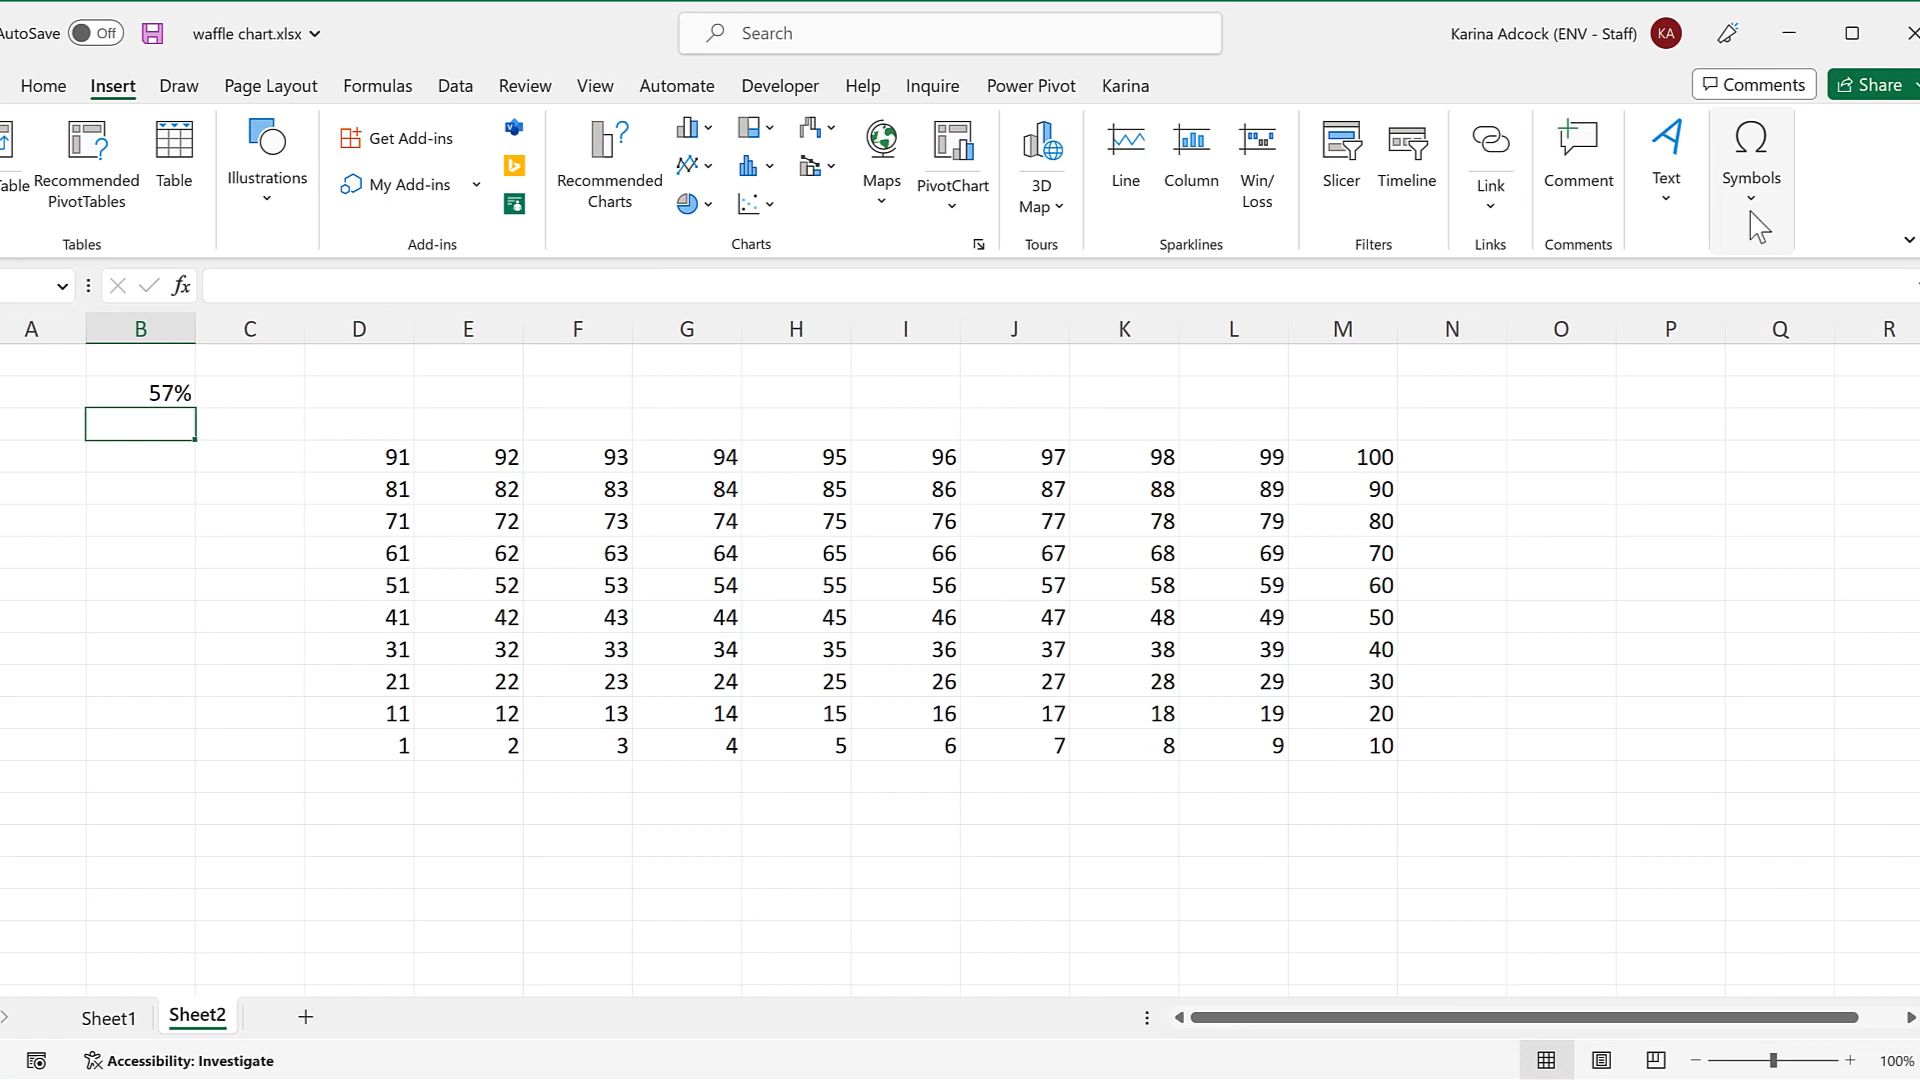 AutoSave Off waffle chart.xlsx Search Karina Adcock (ENV - Staff) KA
Home Insert Draw Page Layout Formulas Data Review View Automate Developer Help Inquire Power Pivot Karina Comments Share
Table Recommended PivotTables Table Illustrations Get Add-ins My Add-ins Recommended Charts Maps PivotChart 3D Map Line Column Win/ Loss Slicer Timeline Link Comment Text Symbols
Tables Add-ins Charts Tours Sparklines Filters Links Comments
fx
A B C D E F G H I J K L M N O P Q R
57%
91 92 93 94 95 96 97 98 99 100
81 82 83 84 85 86 87 88 89 90
71 72 73 74 75 76 77 78 79 80
61 62 63 64 65 66 67 68 69 70
51 52 53 54 55 56 57 58 59 60
41 42 43 44 45 46 47 48 49 50
31 32 33 34 35 36 37 38 39 40
21 22 23 24 25 26 27 28 29 30
11 12 13 14 15 16 17 18 19 20
1 2 3 4 5 6 7 8 9 10
Sheet1 Sheet2
Accessibility: Investigate 100%